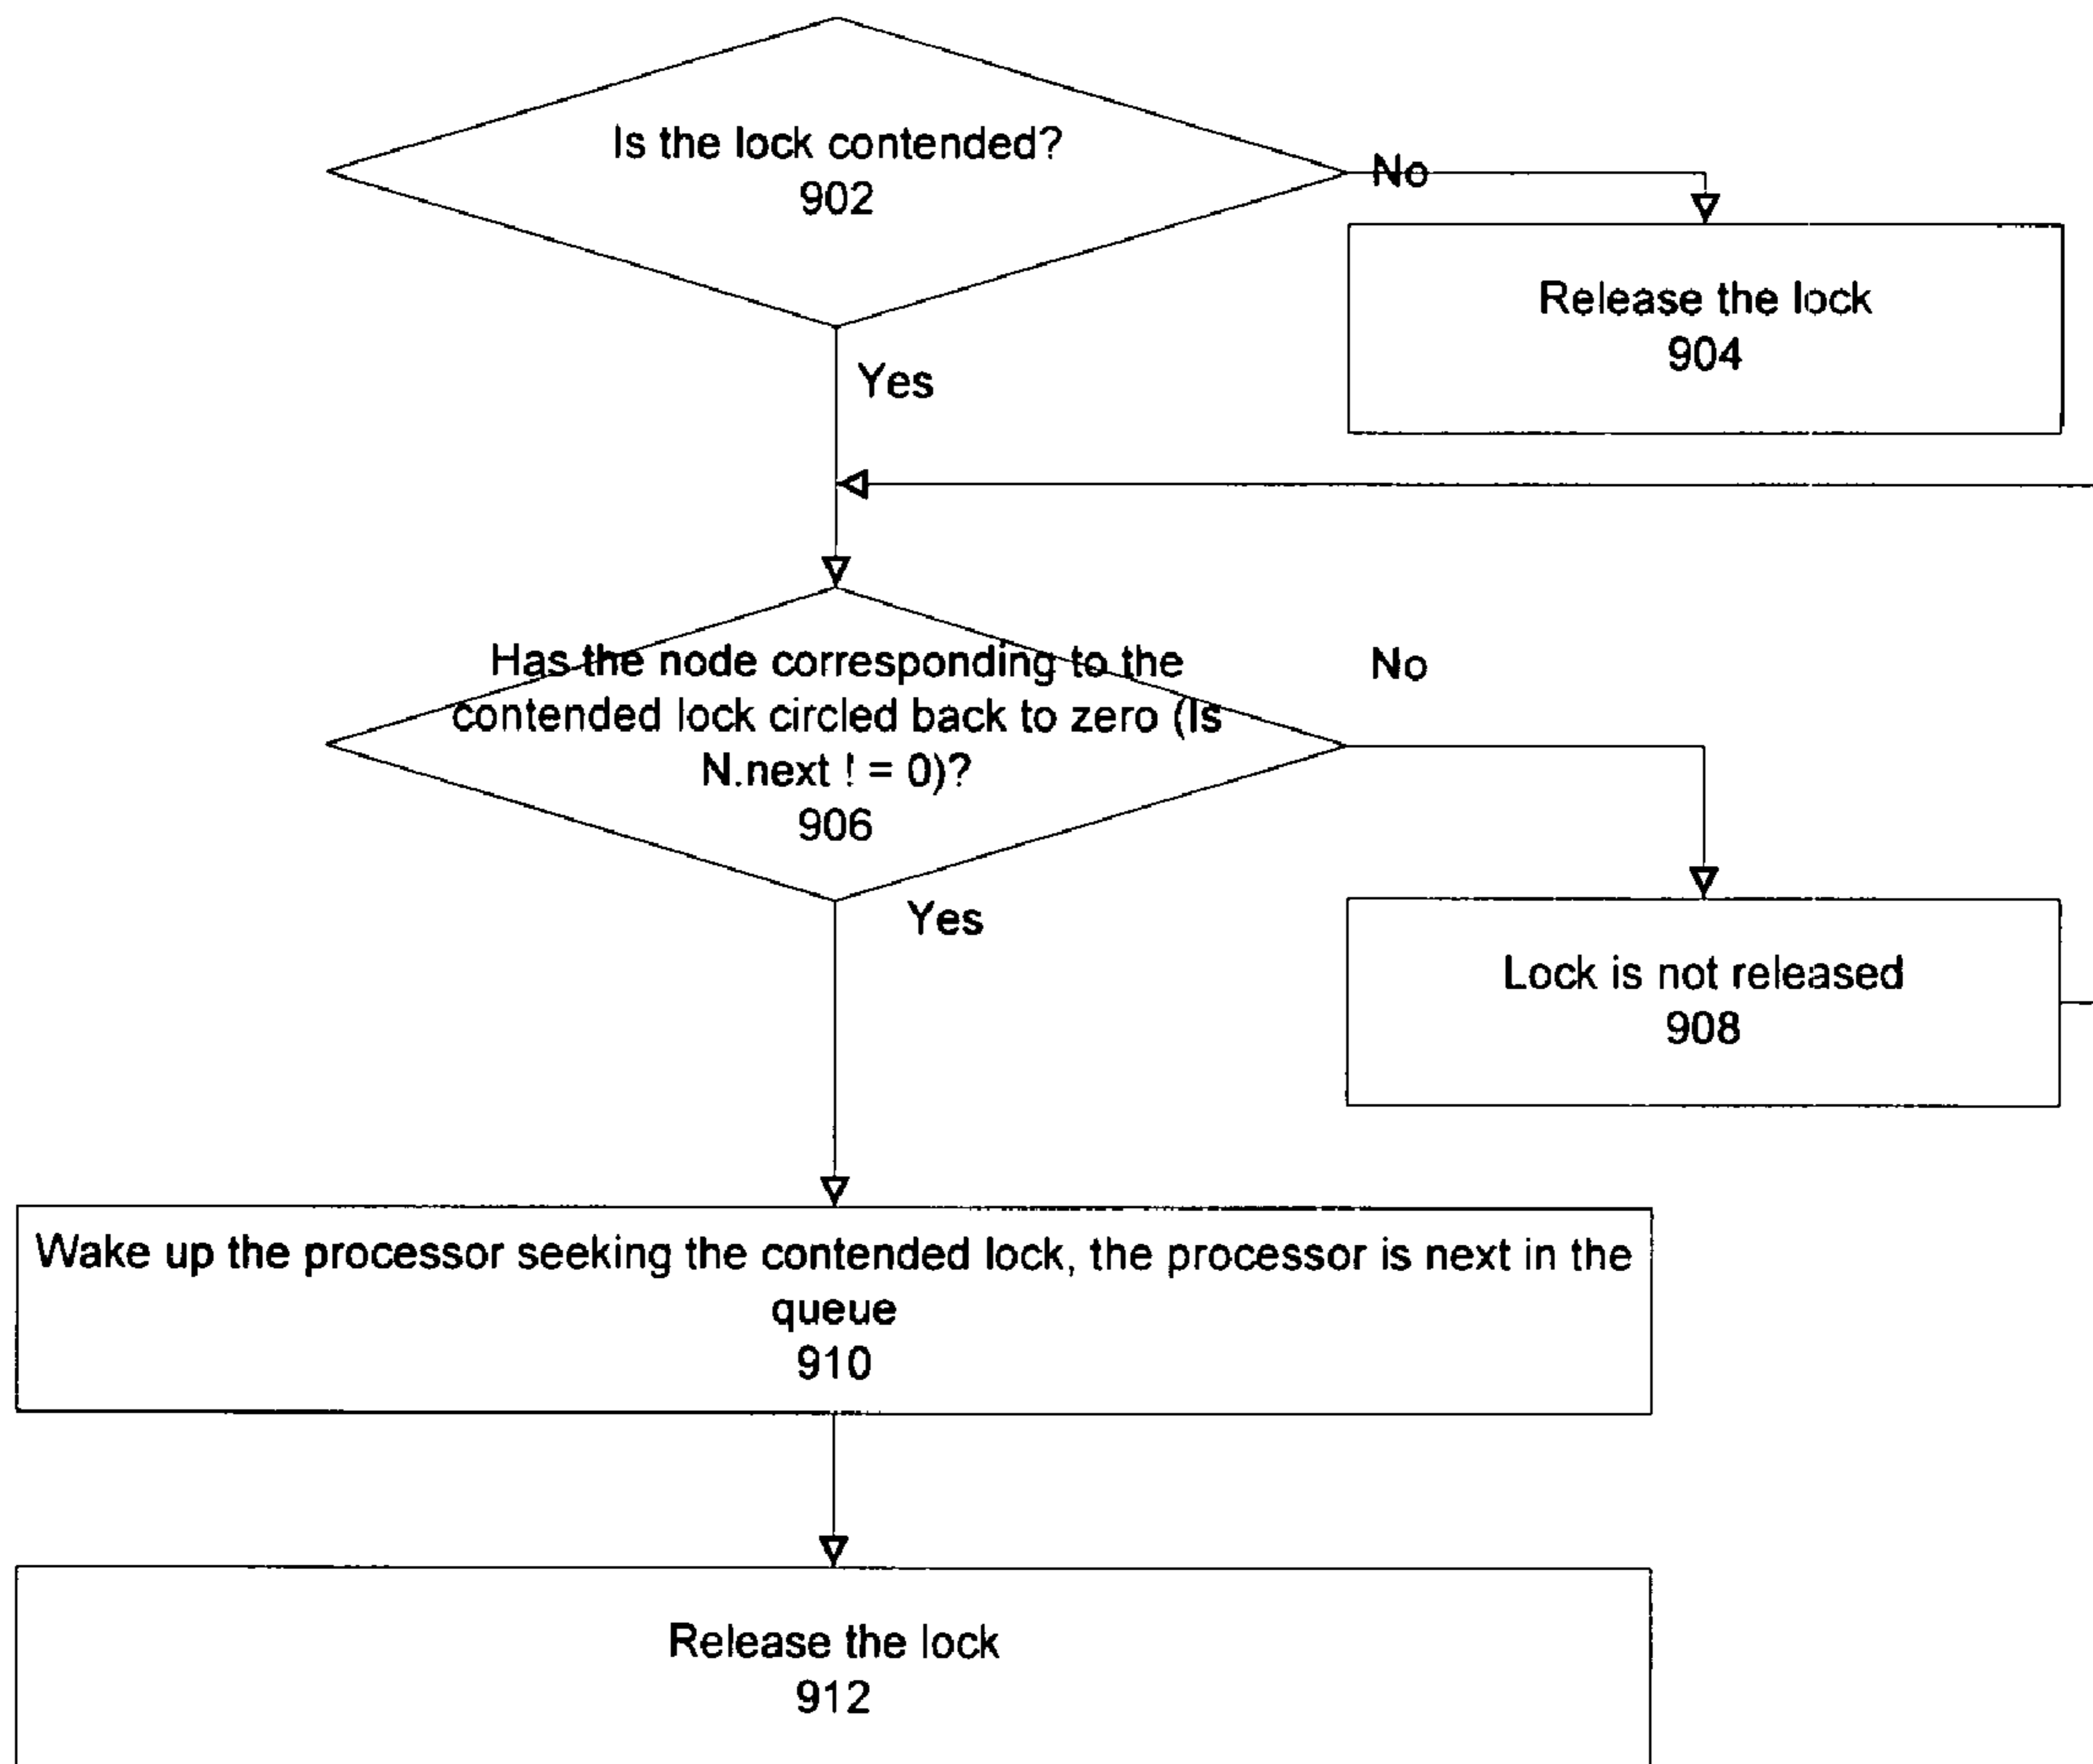 Is the lock contended?
902
No
Release the lock
904
Yes
Has the node corresponding to the
contended lock circled back to zero (Is
N.next ! = 0)?
906
No
Yes
Lock is not released
908
Wake up the processor seeking the contended lock, the processor is next in the
queue
910
Release the lock
912